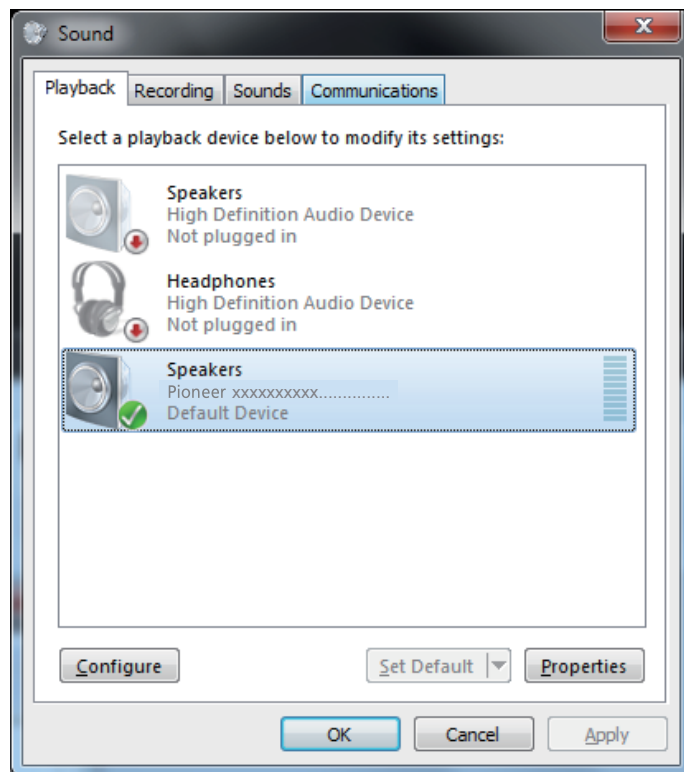 Sound
Playback Recording Sounds Communications
Select a playback device below to modify its settings:
Speakers
High Definition Audio Device
Not plugged in
Headphones
High Definition Audio Device
Not plugged in
Speakers
Pioneer xxxxxxxxxx..............
Default Device
Configure Set Default Properties
OK Cancel Apply